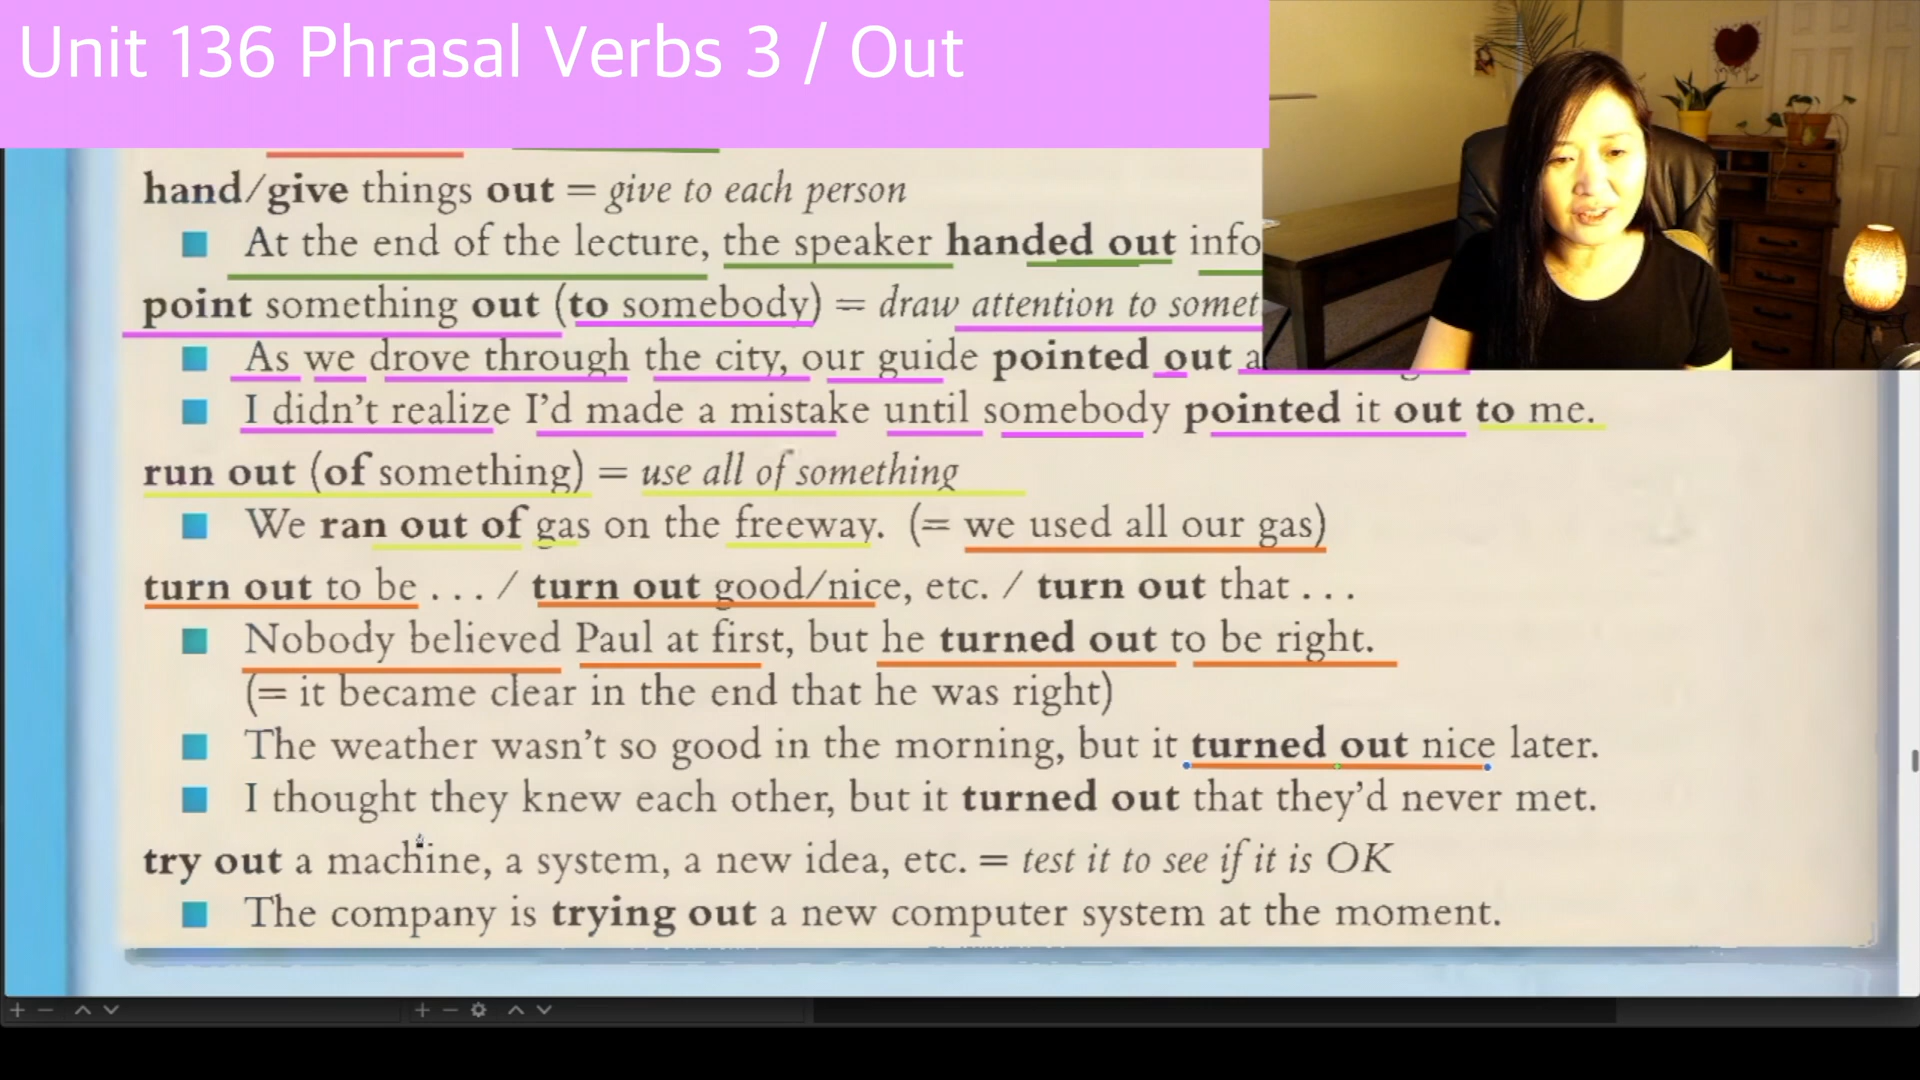 Unit 136 Phrasal Verbs 3 / Out
hand/give things out = give to each person
At the end of the lecture, the speaker handed out info
point something out (to somebody) = draw attention to somet
As we drove through the city, our guide pointed out a
I didn't realize I'd made a mistake until somebody pointed it out to me.
run out (of something) = use all of something
We ran out of gas on the freeway. (= we used all our gas)
turn out to be . . . / turn out good/nice, etc. / turn out that . . .
Nobody believed Paul at first, but he turned out to be right.
(= it became clear in the end that he was right)
The weather wasn't so good in the morning, but it turned out nice later.
I thought they knew each other, but it turned out that they'd never met.
try out a machine, a system, a new idea, etc. = test it to see if it is OK
The company is trying out a new computer system at the moment.